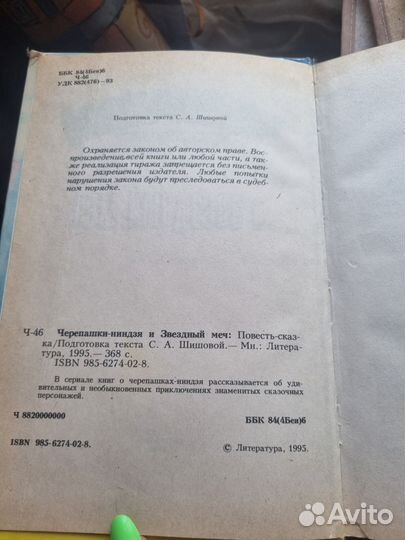 ББК 84(4Беи)6
Ч-46
УДК 882(476)—93
Подготовка текста С. А. Шишовой
Охраняется законом об авторском праве. Вос-
произведение всей книги или любой части, а так-
же реализация тиража запрещается без письмен-
ного разрешения издателя. Любые попытки
нарушения закона будут преследоваться в судеб-
ном порядке.
Ч-46 Черепашки-ниндзя и Звездный меч: Повесть-сказ-
ка/Подготовка текста С. А. Шишовой.— Мн.: Литера-
тура, 1995.— 368 с.
ISBN 985-6274-02-8.
В сериале книг о черепашках-ниндзя рассказывается об уди-
вительных и необыкновенных приключениях знаменитых сказочных
персонажей.
Ч 8820000000 ББК 84(4Беи)6
ISBN 985-6274-02-8. © Литература, 1995.
Avito